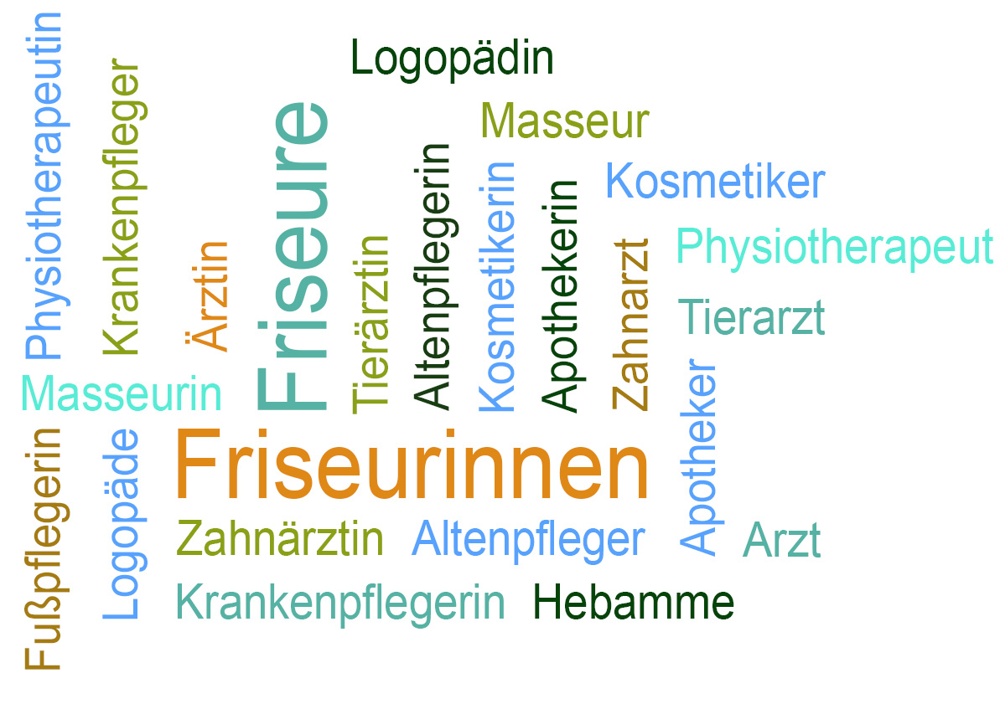 Physiotherapeutin
Krankenpfleger
Ärztin
Friseure
Logopädin
Masseur
Tierärztin
Altenpflegerin
Kosmetikerin
Apothekerin
Zahnarzt
Kosmetiker
Physiotherapeut
Tierarzt
Masseurin
Fußpflegerin
Logopäde
Friseurinnen
Apotheker
Zahnärztin
Altenpfleger
Arzt
Krankenpflegerin
Hebamme